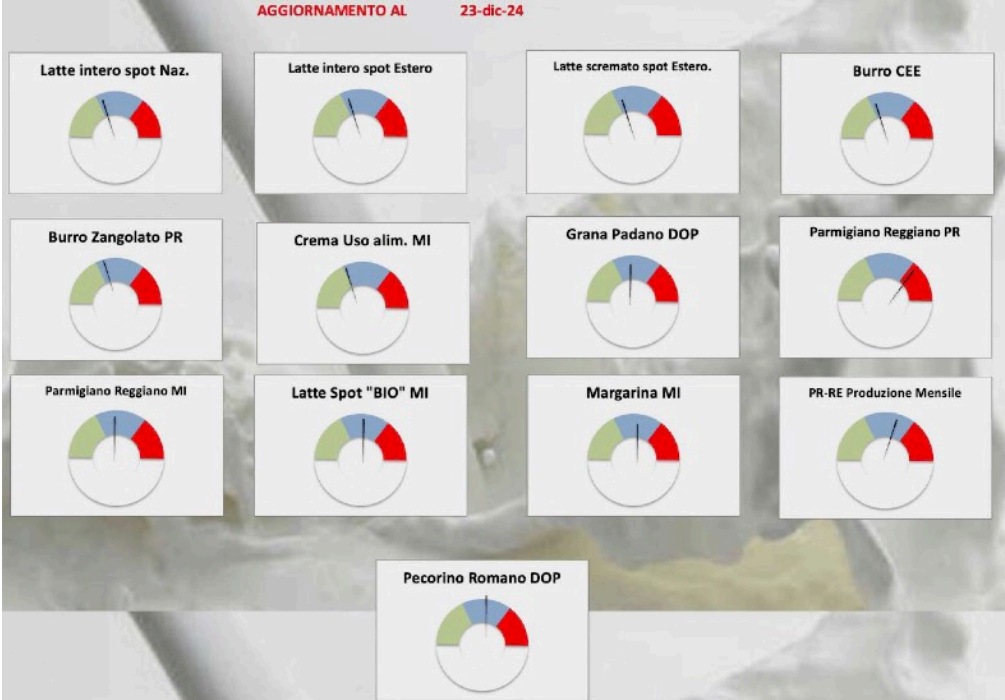 AGGIORNAMENTO AL 23-dic-24
Latte intero spot Naz.
Latte intero spot Estero
Latte scremato spot Estero.
Burro CEE
Burro Zangolato PR
Crema Uso alim. MI
Grana Padano DOP
Parmigiano Reggiano PR
Parmigiano Reggiano MI
Latte Spot "BIO" MI
Margarina MI
PR-RE Produzione Mensile
Pecorino Romano DOP